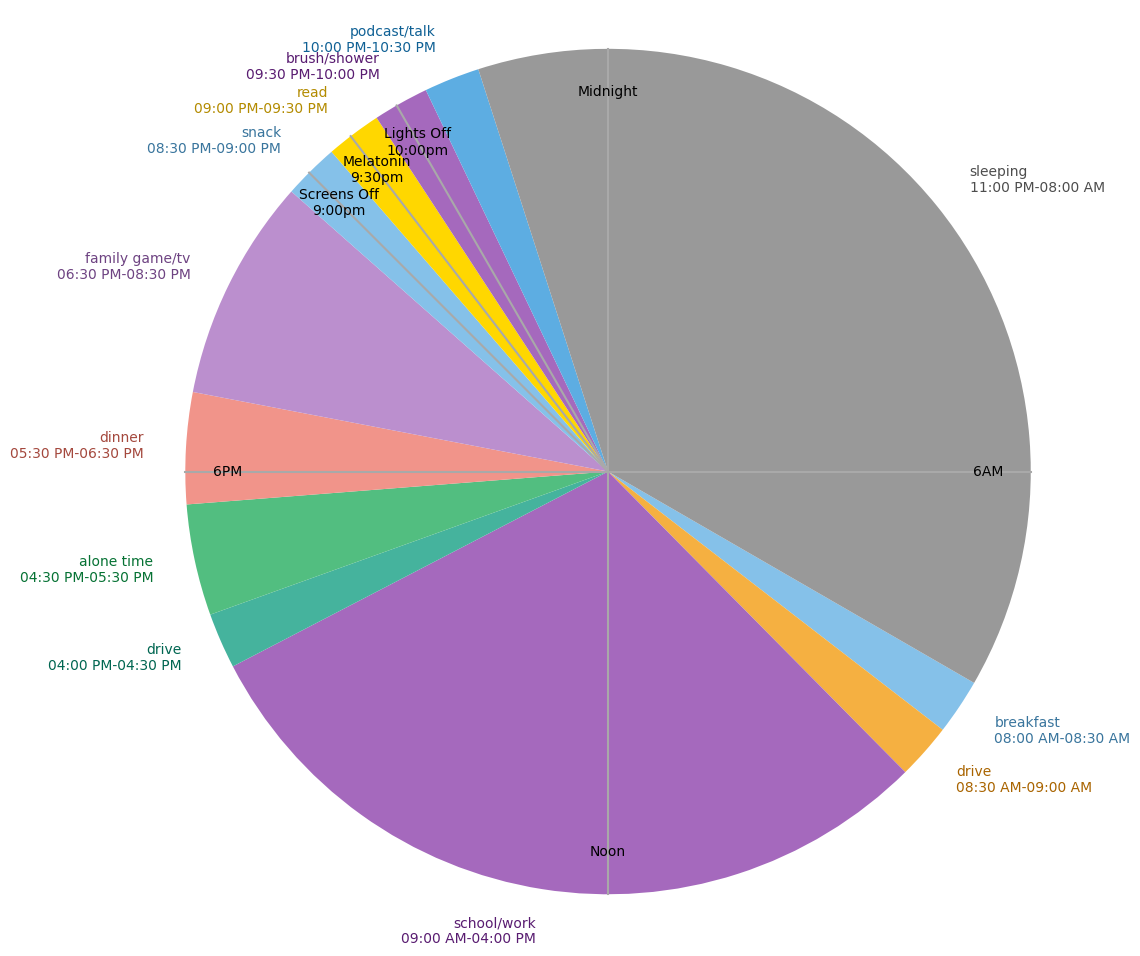 podcast/talk
10:00 PM-10:30 PM
brush/shower
09:30 PM-10:00 PM
read
09:00 PM-09:30 PM
snack
08:30 PM-09:00 PM
Midnight
Lights Off
10:00pm
Melatonin
9:30pm
Screens Off
9:00pm
sleeping
11:00 PM-08:00 AM
family game/tv
06:30 PM-08:30 PM
dinner
05:30 PM-06:30 PM
6PM
6AM
alone time
04:30 PM-05:30 PM
drive
04:00 PM-04:30 PM
breakfast
08:00 AM-08:30 AM
drive
08:30 AM-09:00 AM
Noon
school/work
09:00 AM-04:00 PM